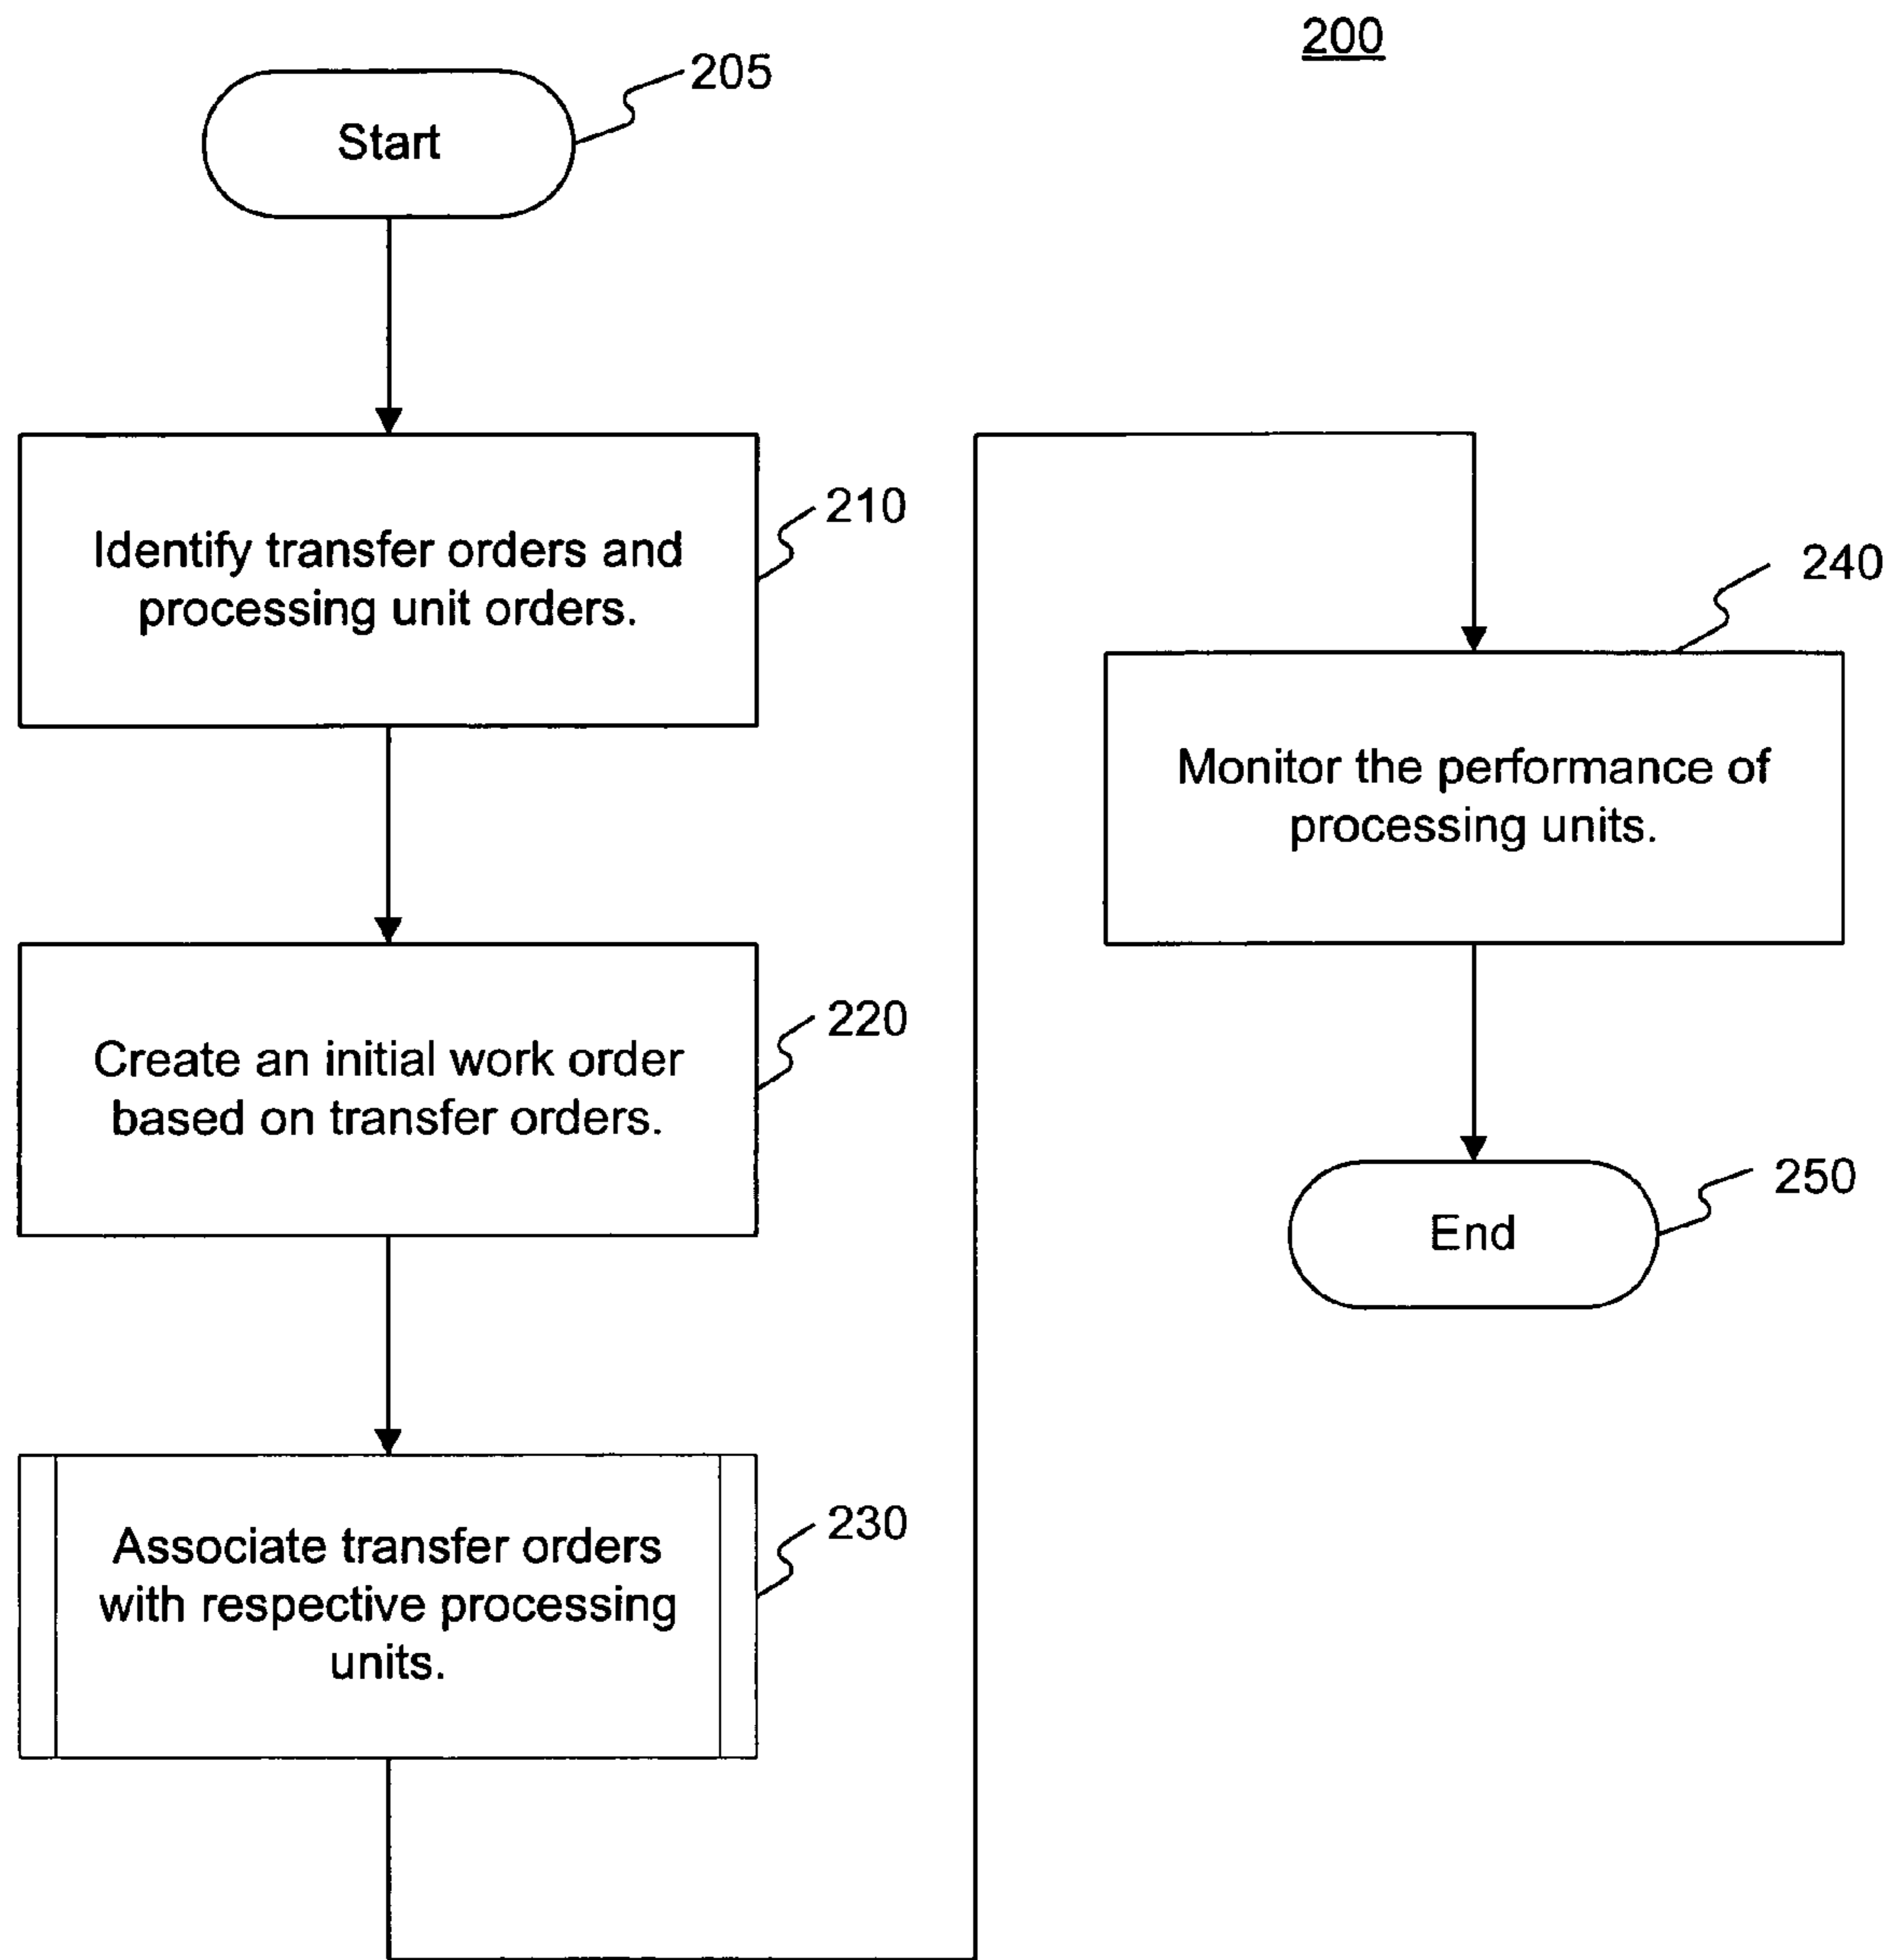 200
205
Start
210
Identify transfer orders and
processing unit orders.
220
Create an initial work order
based on transfer orders.
230
Associate transfer orders
with respective processing
units.
240
Monitor the performance of
processing units.
250
End